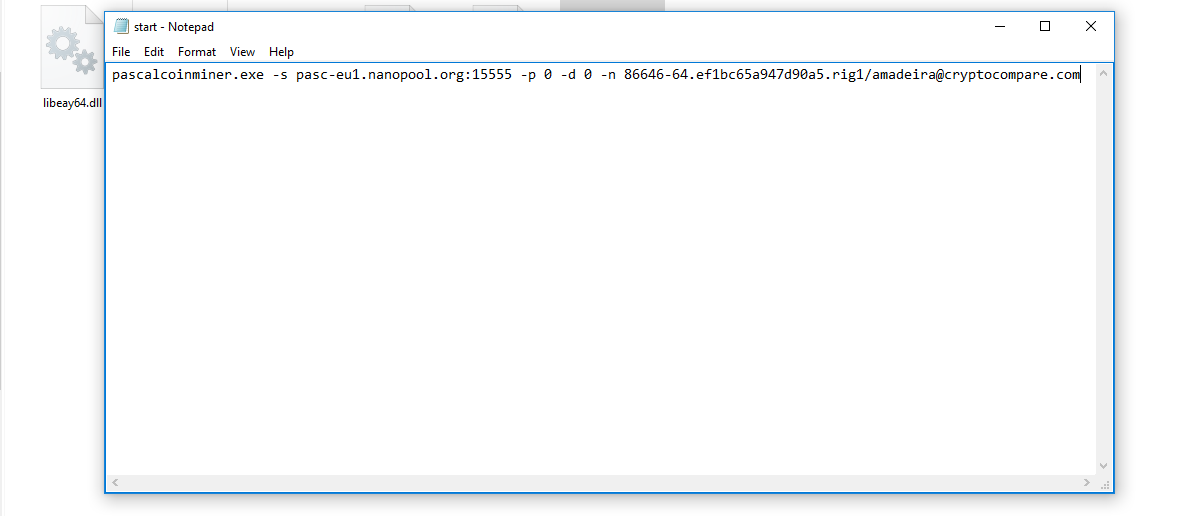 start - Notepad
File Edit Format View Help
pascalcoinminer.exe -s pasc-eu1.nanopool.org:15555 -p 0 -d 0 -n 86646-64.ef1bc65a947d90a5.rig1/amadeira@cryptocompare.com
libeay64.dll